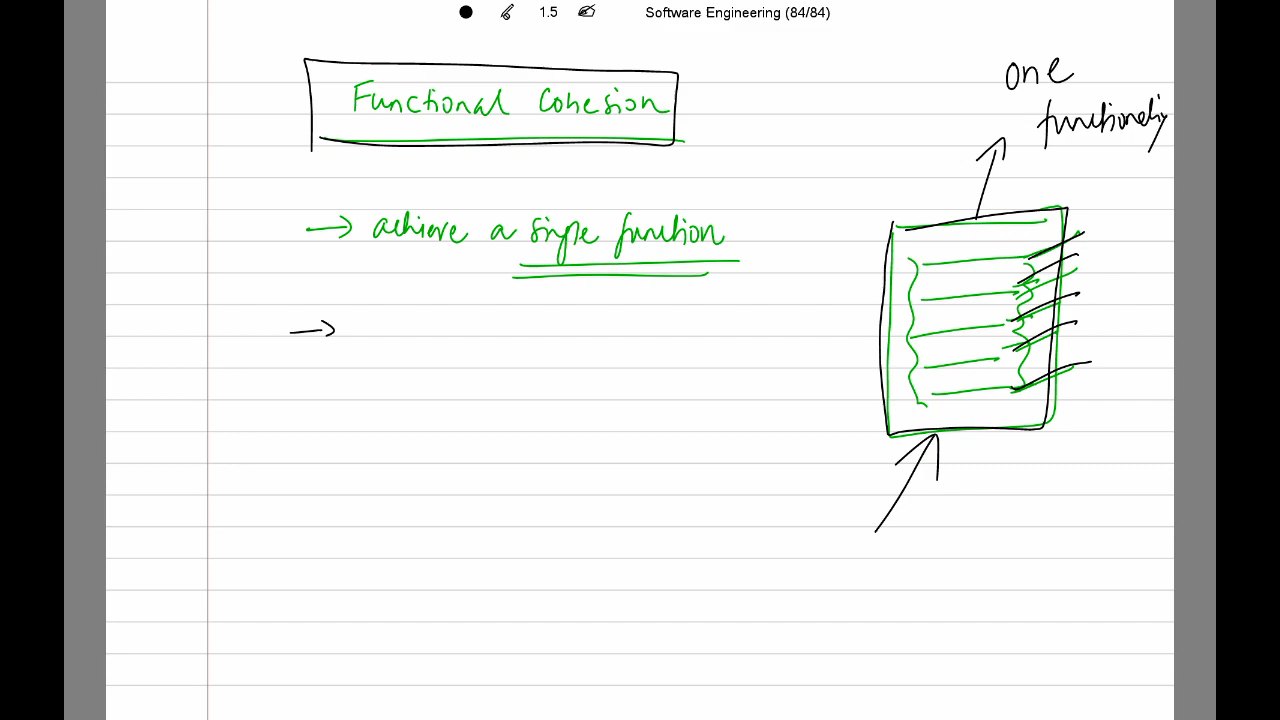 1.5 Software Engineering (84/84)
Functional Cohesion
one
functionality
→ achieve a single function
→